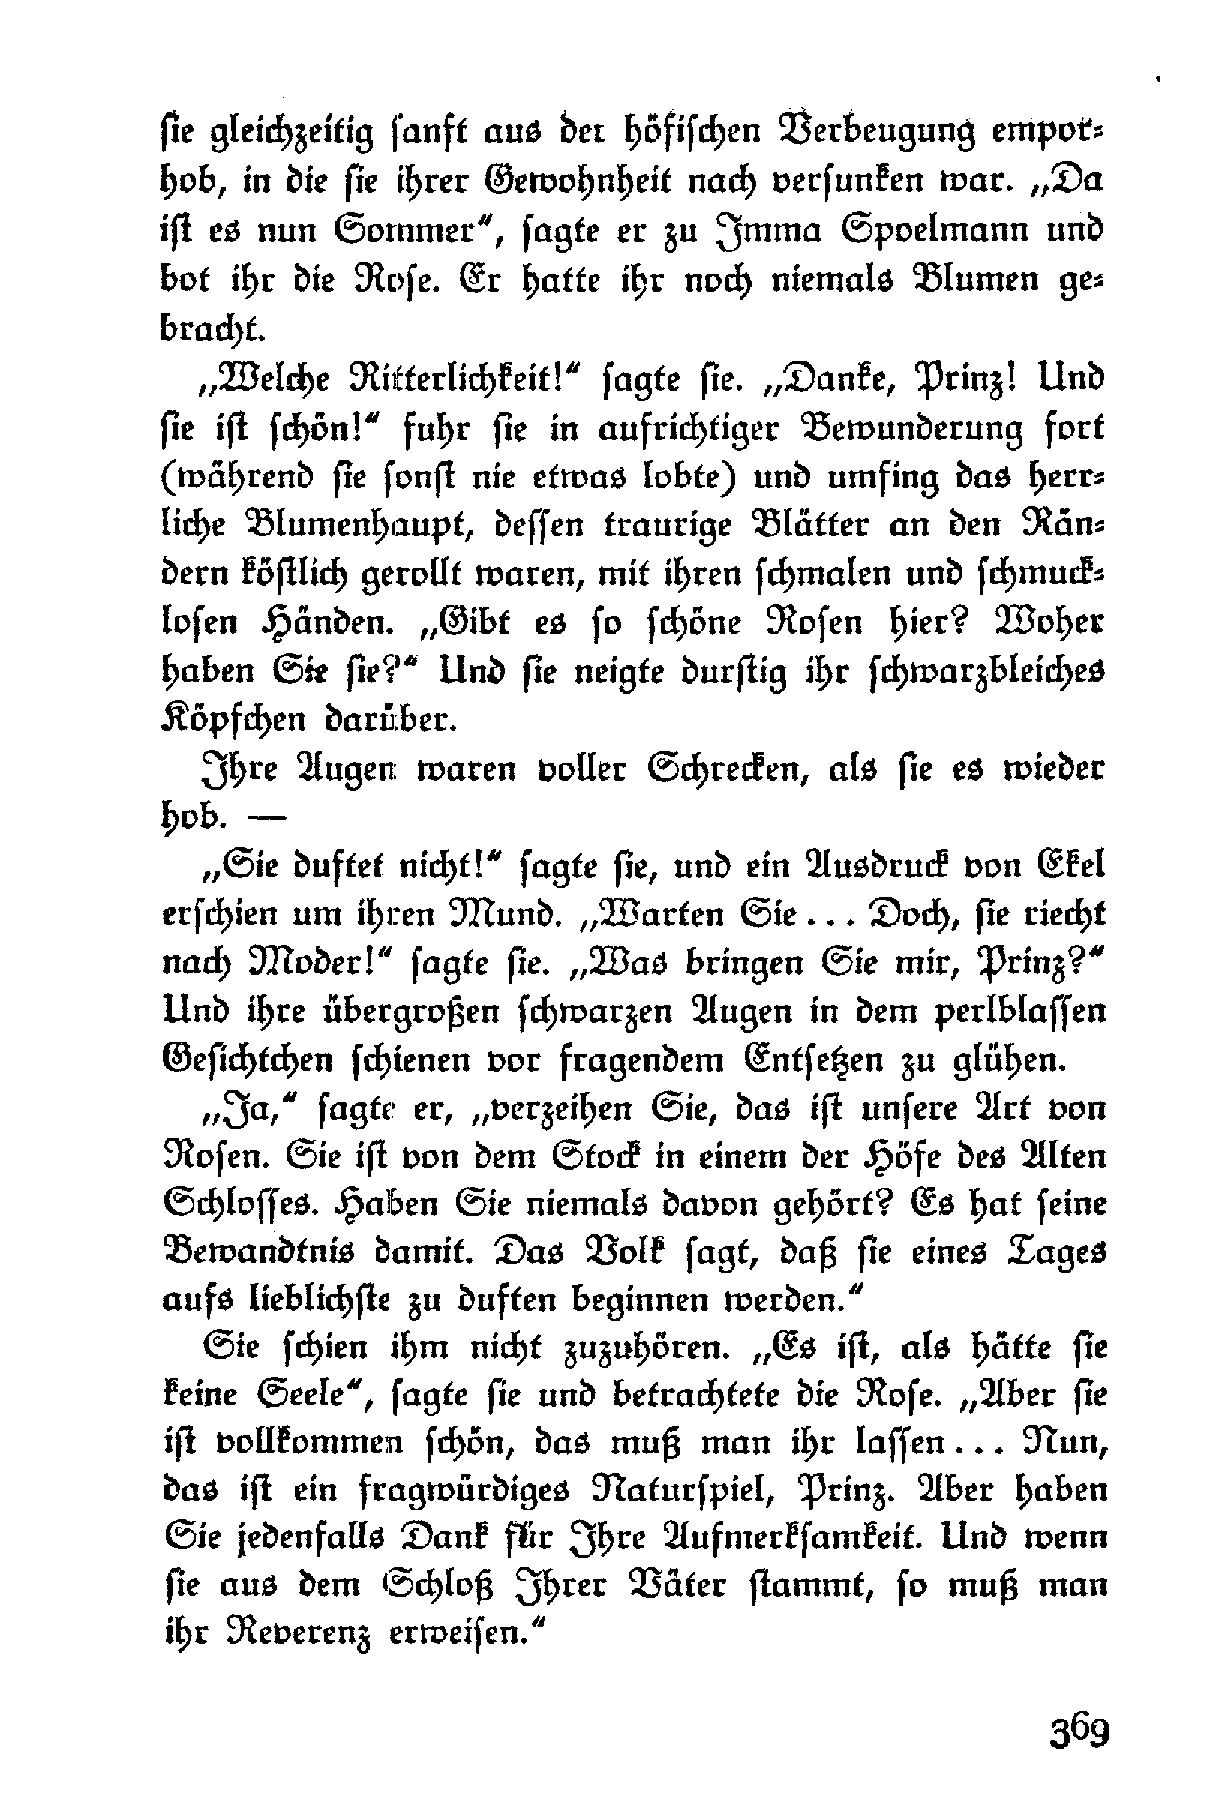 sie gleichzeitig sanft aus der höfischen Verbeugung empor-
hob, in die sie ihrer Gewohnheit nach versunken war. „Da
ist es nun Sommer“, sagte er zu Imma Spoelmann und
bot ihr die Rose. Er hatte ihr noch niemals Blumen ge-
bracht.
„Welche Ritterlichkeit!“ sagte sie. „Danke, Prinz! Und
sie ist schön!“ fuhr sie in aufrichtiger Bewunderung fort
(während sie sonst nie etwas lobte) und umfing das herr-
liche Blumenhaupt, dessen traurige Blätter an den Rän-
dern köstlich gerollt waren, mit ihren schmalen und schmuck-
losen Händen. „Gibt es so schöne Rosen hier? Woher
haben Sie sie?“ Und sie neigte durstig ihr schwarzbleiches
Köpfchen darüber.
Ihre Augen waren voller Schrecken, als sie es wieder
hob. —
„Sie duftet nicht!“ sagte sie, und ein Ausdruck von Ekel
erschien um ihren Mund. „Warten Sie... Doch, sie riecht
nach Moder!“ sagte sie. „Was bringen Sie mir, Prinz?“
Und ihre übergroßen schwarzen Augen in dem perlblassen
Gesichtchen schienen vor fragendem Entsetzen zu glühen.
„Ja,“ sagte er, „verzeihen Sie, das ist unsere Art von
Rosen. Sie ist von dem Stock in einem der Höfe des Alten
Schlosses. Haben Sie niemals davon gehört? Es hat seine
Bewandtnis damit. Das Volk sagt, daß sie eines Tages
aufs lieblichste zu duften beginnen werden.“
Sie schien ihm nicht zuzuhören. „Es ist, als hätte sie
keine Seele“, sagte sie und betrachtete die Rose. „Aber sie
ist vollkommen schön, das muß man ihr lassen... Nun,
das ist ein fragwürdiges Naturspiel, Prinz. Aber haben
Sie jedenfalls Dank für Ihre Aufmerksamkeit. Und wenn
sie aus dem Schloß Ihrer Väter stammt, so muß man
ihr Reverenz erweisen.“
369